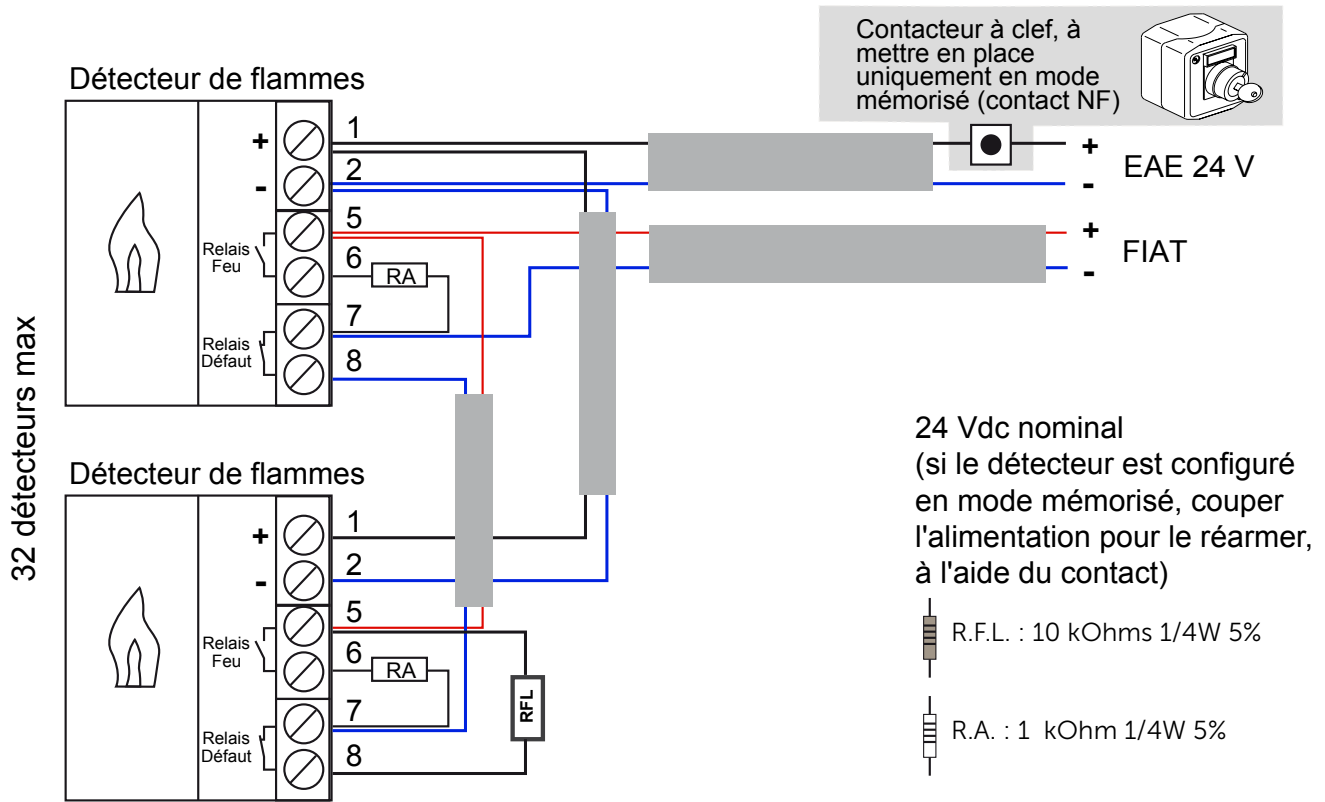 Contacteur à clef, à
mettre en place
uniquement en mode
mémorisé (contact NF)
Détecteur de flammes
+
-
1
2
5
6
7
8
Relais
Feu
Relais
Défaut
RA
+
-
EAE 24 V
+
-
FIAT
32 détecteurs max
Détecteur de flammes
+
-
1
2
5
6
7
8
Relais
Feu
Relais
Défaut
RA
RFL
24 Vdc nominal
(si le détecteur est configuré
en mode mémorisé, couper
l'alimentation pour le réarmer,
à l'aide du contact)
R.F.L. : 10 kOhms 1/4W 5%
R.A. : 1 kOhm 1/4W 5%